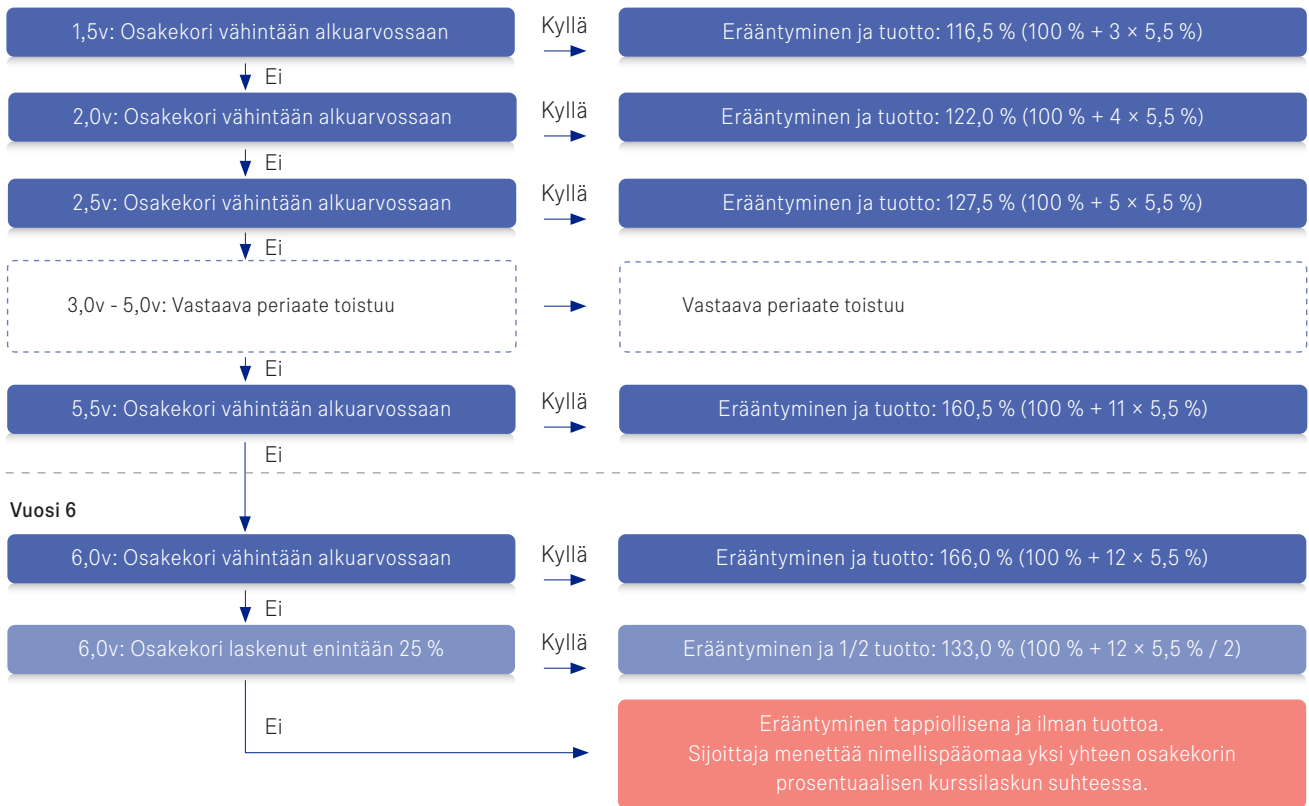 1,5v: Osakekori vähintään alkuarvossaan
Kyllä
Erääntyminen ja tuotto: 116,5 % (100 % + 3 × 5,5 %)
Ei
2,0v: Osakekori vähintään alkuarvossaan
Kyllä
Erääntyminen ja tuotto: 122,0 % (100 % + 4 × 5,5 %)
Ei
2,5v: Osakekori vähintään alkuarvossaan
Kyllä
Erääntyminen ja tuotto: 127,5 % (100 % + 5 × 5,5 %)
Ei
3,0v - 5,0v: Vastaava periaate toistuu
Vastaava periaate toistuu
Ei
5,5v: Osakekori vähintään alkuarvossaan
Kyllä
Erääntyminen ja tuotto: 160,5 % (100 % + 11 × 5,5 %)
Ei
Vuosi 6
6,0v: Osakekori vähintään alkuarvossaan
Kyllä
Erääntyminen ja tuotto: 166,0 % (100 % + 12 × 5,5 %)
Ei
6,0v: Osakekori laskenut enintään 25 %
Kyllä
Erääntyminen ja 1/2 tuotto: 133,0 % (100 % + 12 × 5,5 % / 2)
Ei
Erääntyminen tappiollisena ja ilman tuottoa.
Sijoittaja menettää nimellispääomaa yksi yhteen osakekorin
prosentuaalisen kurssilaskun suhteessa.